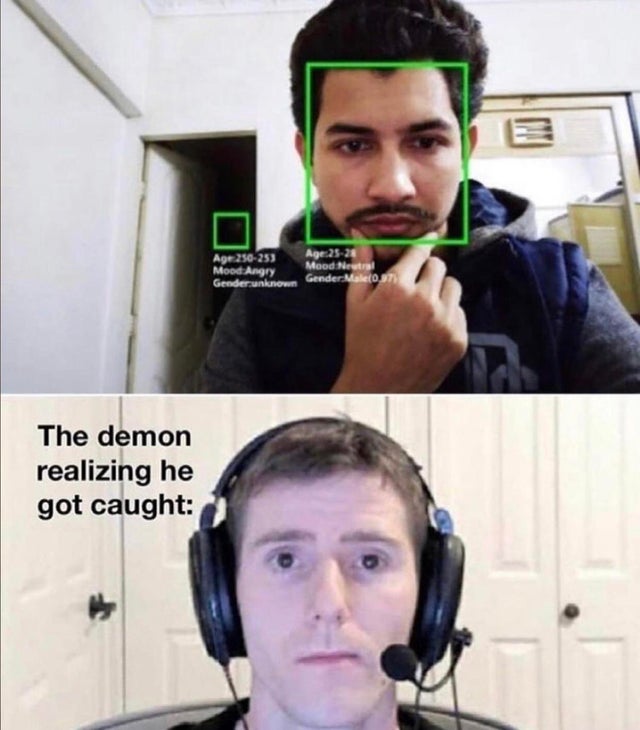 Age:250-253
Mood:Angry
Gender:unknown
Age:25-28
Mood:Neutral
Gender:Male(0.97)
The demon
realizing he
got caught: